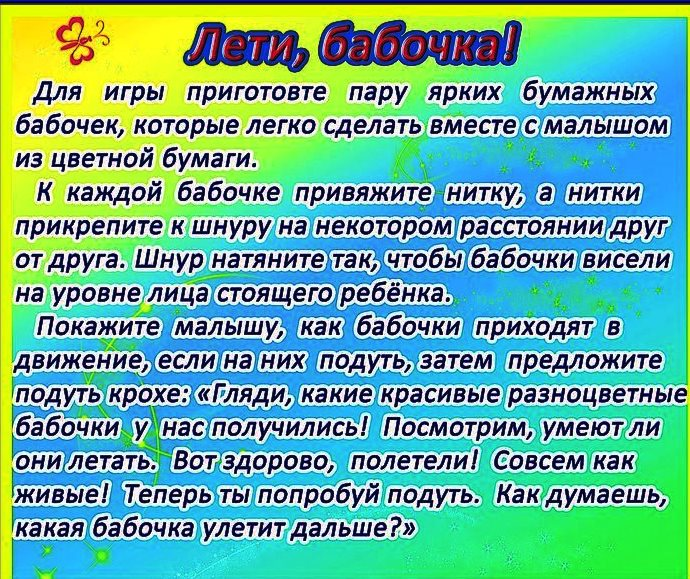 Лети, бабочка!
Для игры приготовте пару ярких бумажных
бабочек, которые легко сделать вместе с малышом
из цветной бумаги.
К каждой бабочке привяжите нитку, а нитки
прикрепите к шнуру на некотором расстоянии друг
от друга. Шнур натяните так, чтобы бабочки висели
на уровне лица стоящего ребёнка.
Покажите малышу, как бабочки приходят в
движение, если на них подуть, затем предложите
подуть крохе: «Гляди, какие красивые разноцветные
бабочки у нас получились! Посмотрим, умеют ли
они летать. Вот здорово, полетели! Совсем как
живые! Теперь ты попробуй подуть. Как думаешь,
какая бабочка улетит дальше?»